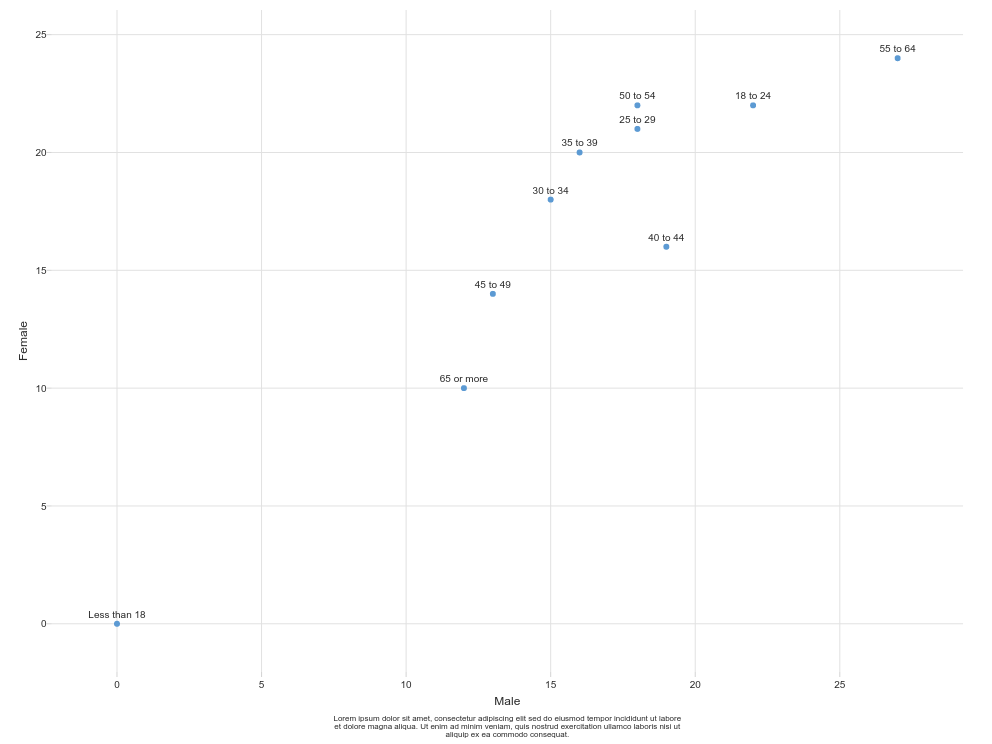 25
55 to 64
50 to 54
18 to 24
25 to 29
35 to 39
20
30 to 34
40 to 44
15
45 to 49
Female
65 or more
10
5
Less than 18
0
0 5 10 15 20 25
Male
Lorem ipsum dolor sit amet, consectetur adipiscing elit sed do eiusmod tempor incididunt ut labore
et dolore magna aliqua. Ut enim ad minim veniam, quis nostrud exercitation ullamco laboris nisi ut
aliquip ex ea commodo consequat.